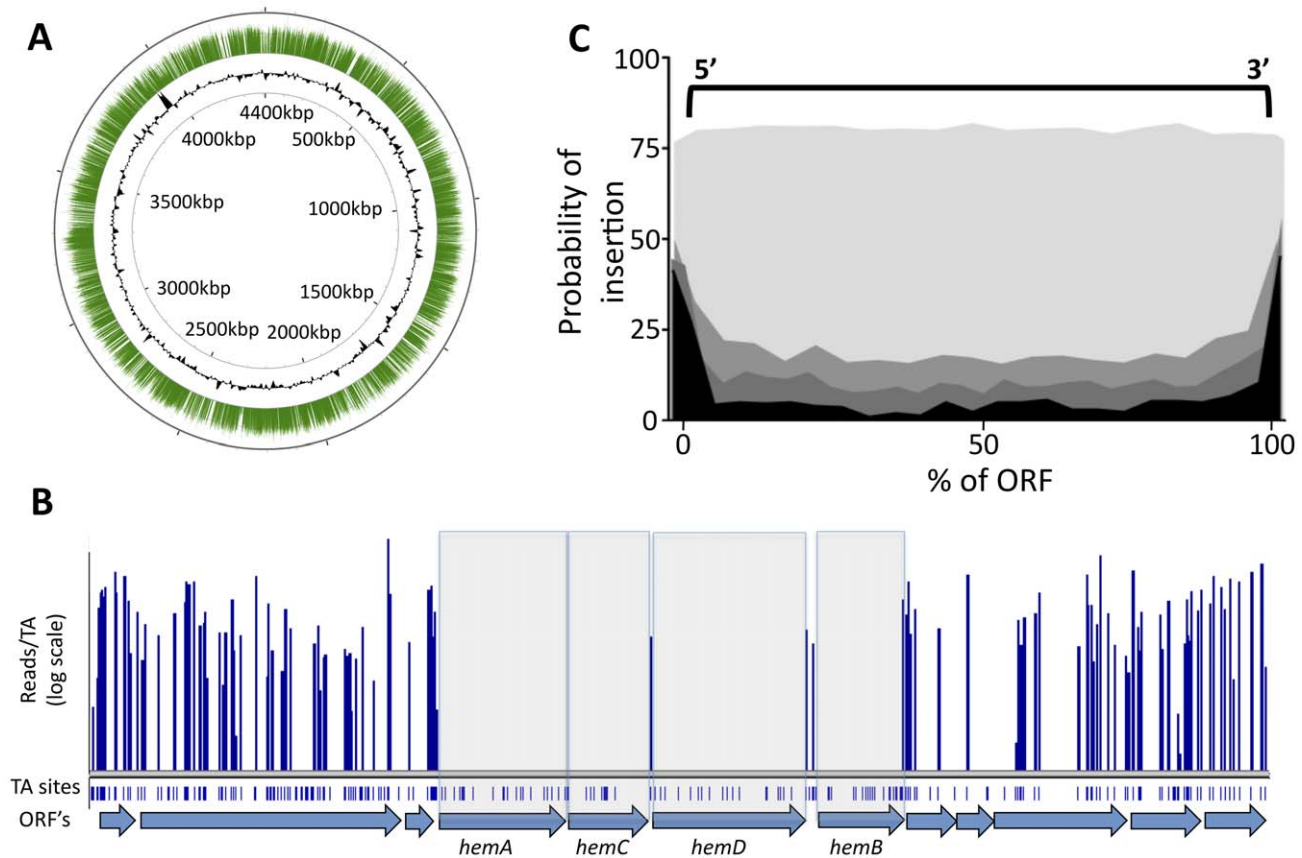 A
4400kbp
500kbp
1000kbp
1500kbp
2000kbp
2500kbp
3000kbp
3500kbp
4000kbp
C
5’ 3’
100
75
50
25
0
Probability of
insertion
0 50 100
% of ORF
B
Reads/TA
(log scale)
TA sites
ORF's
hemA hemC hemD hemB